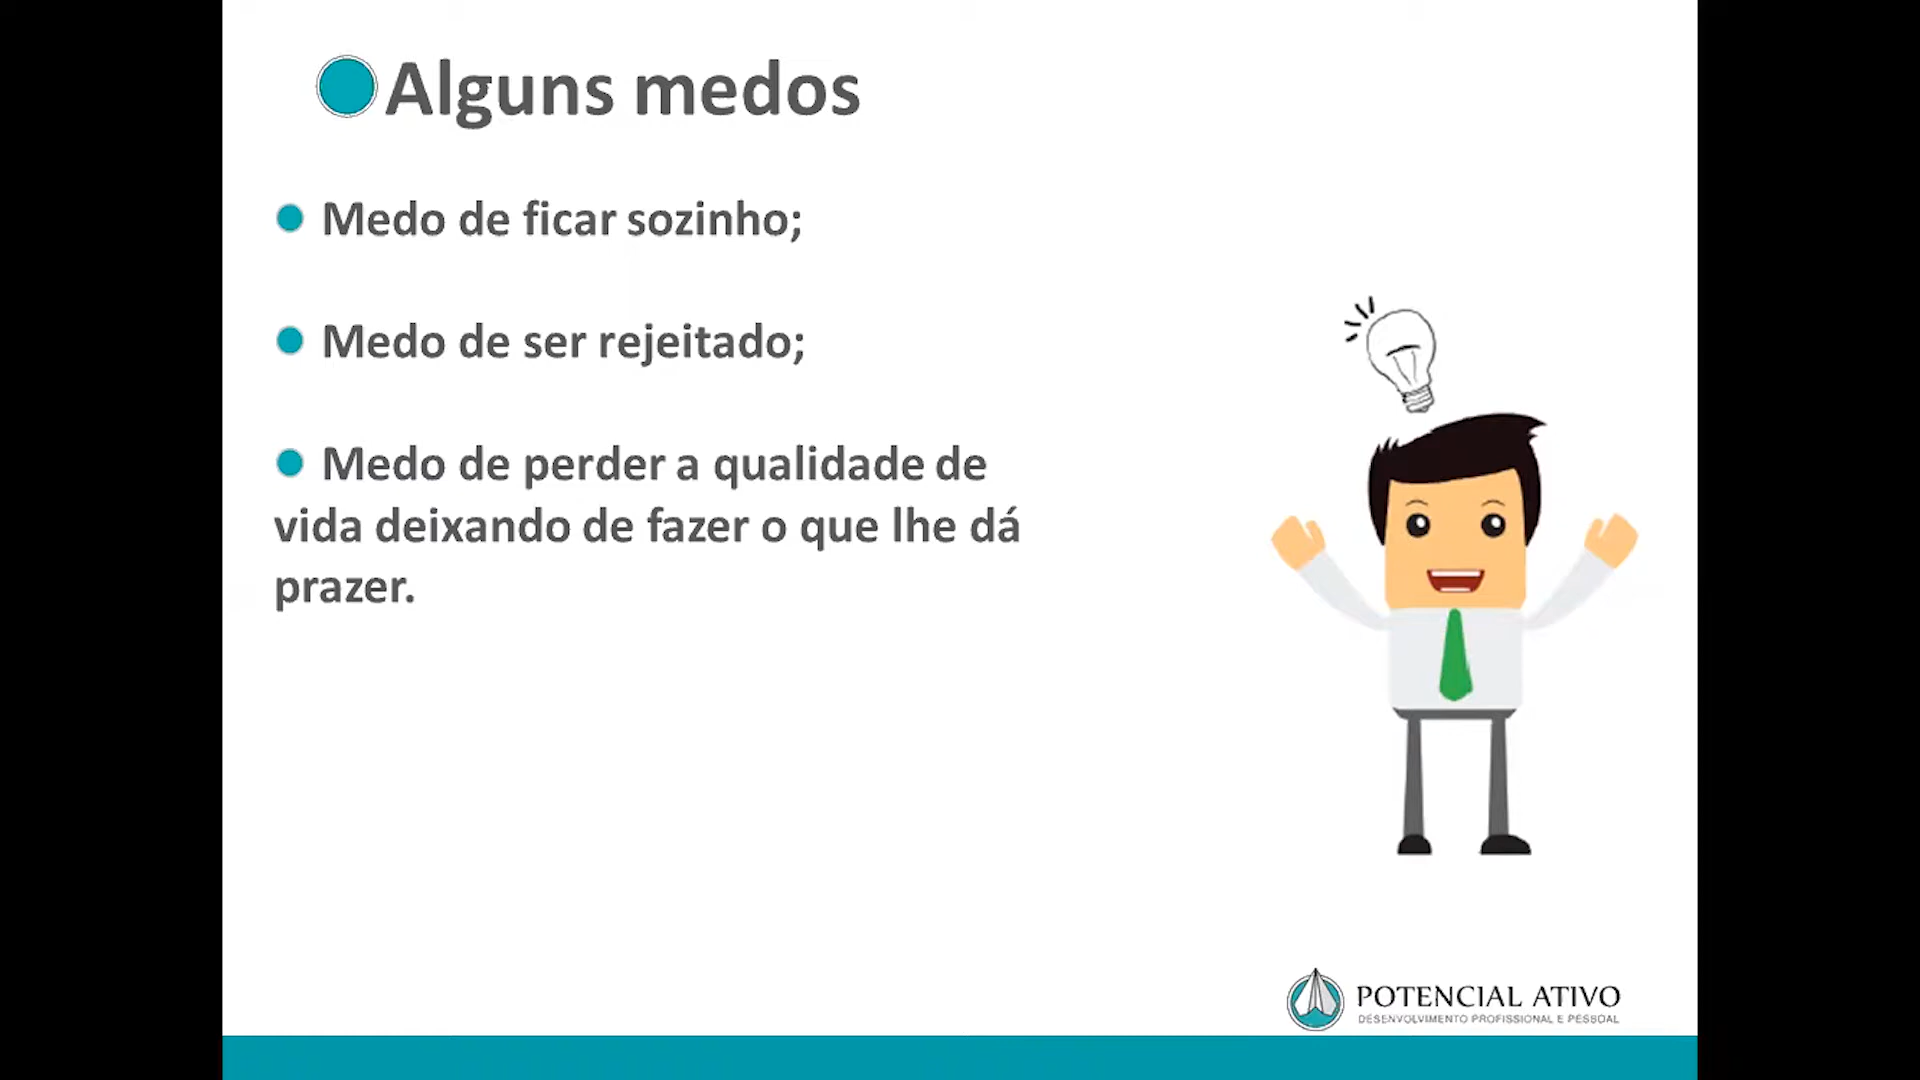 Alguns medos
Medo de ficar sozinho;
Medo de ser rejeitado;
Medo de perder a qualidade de
vida deixando de fazer o que lhe dá
prazer.
POTENCIAL ATIVO
DESENVOLVIMENTO PROFISSIONAL E PESSOAL